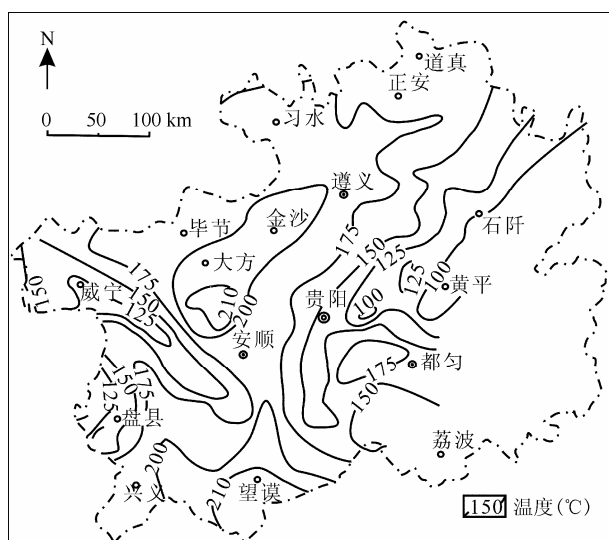 N
0 50 100 km
道真
正安
习水
遵义
毕节
金沙
石阡
大方
175
150
125
175
150
125
210
200
威宁
150
125
黄平
100
贵阳
安顺
175
都匀
150
175
150
125
盘县
荔波
200
兴义
210
望谟
150 温度(℃)